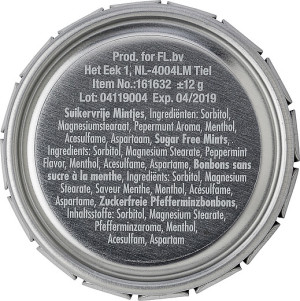 Prod. for FL.bv
Het Eek 1, NL-4004LM Tiel
Item No.:161632 ±12 g
Lot: 04119004 Exp. 04/2019
Suikervrije Mintjes, Ingrediënten: Sorbitol,
Magnesiumstearaat, Pepermunt Aroma, Menthol,
Acesulfaam, Aspartaam, Sugar Free Mints,
Ingredients: Sorbitol, Magnesium Stearate, Peppermint
Flavor, Menthol, Acesulfame, Aspartame, Bonbons sans
sucre à la menthe, Ingredients: Sorbitol, Magnesium
Stearate, Saveur Menthe, Menthol, Acésulfame,
Aspartame, Zückerfreie Pfefferminzbonbons,
Inhaltsstoffe: Sorbitol, Magnesium Stearate,
Pfefferminzaroma, Menthol,
Acesulfam, Aspartam